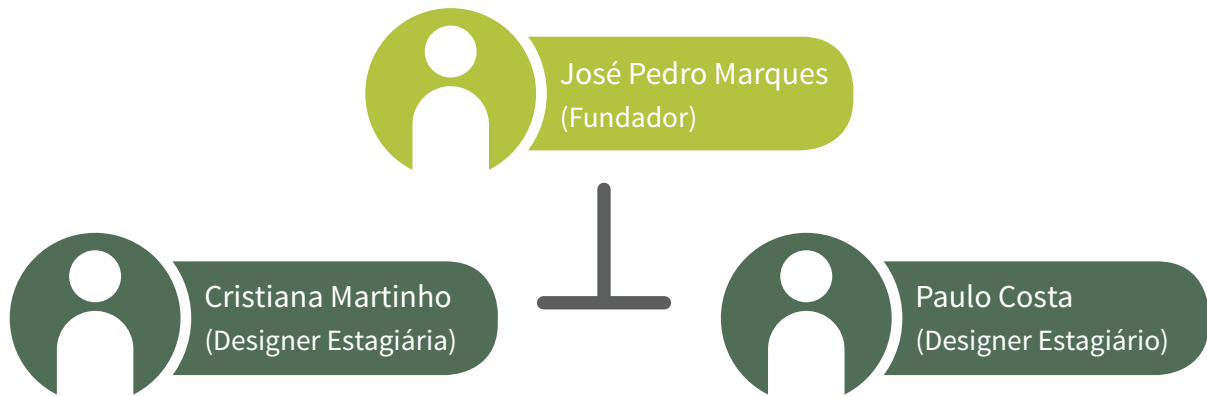 José Pedro Marques
(Fundador)
Cristiana Martinho
(Designer Estagiária)
Paulo Costa
(Designer Estagiário)